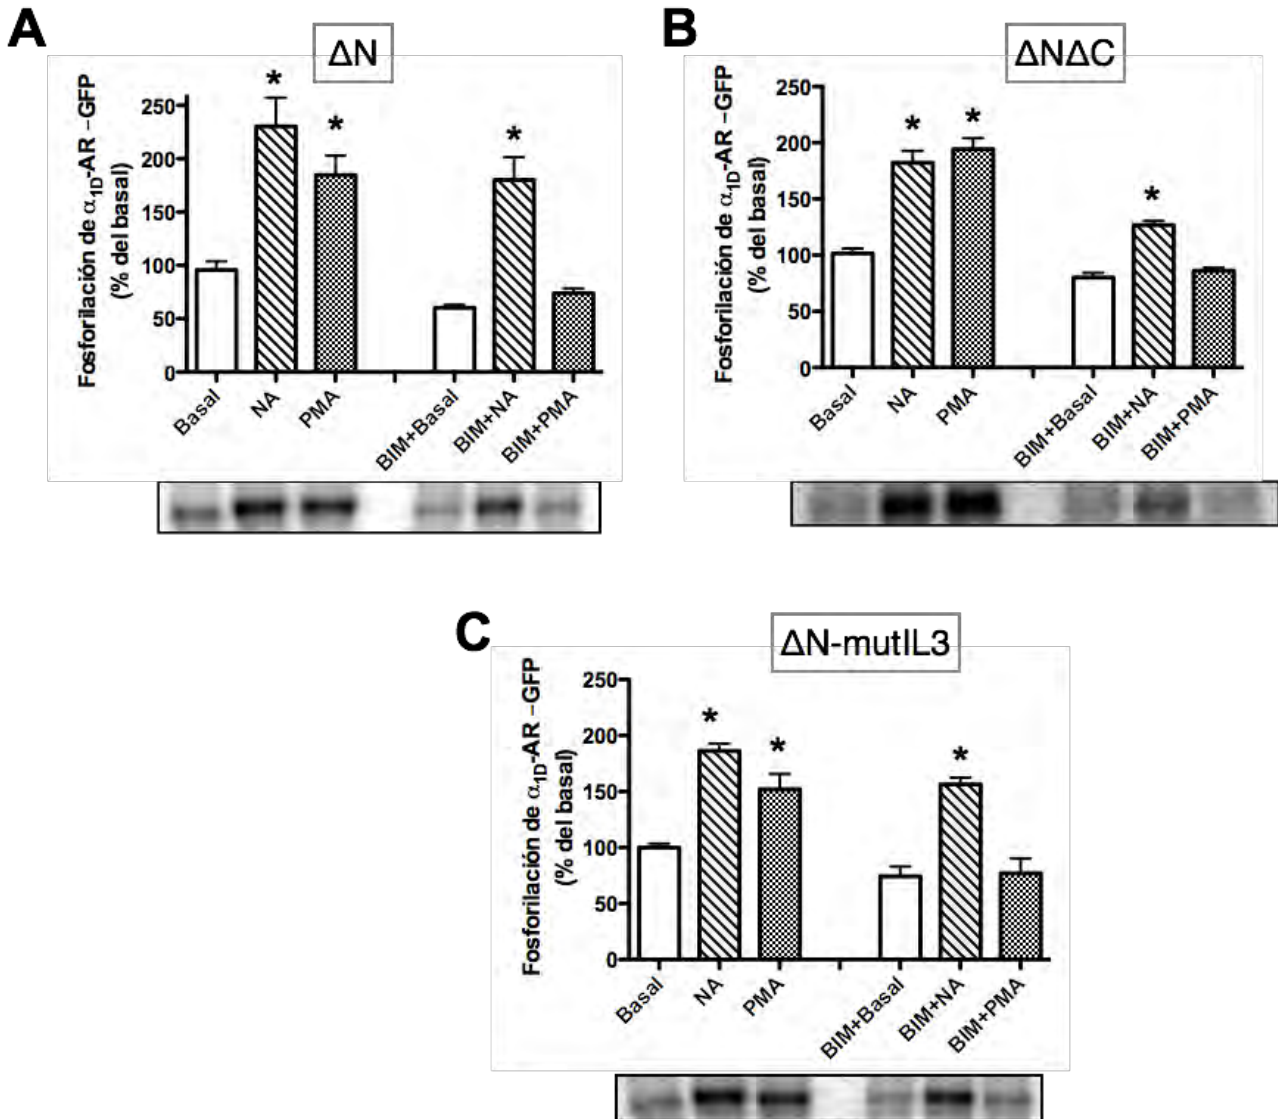 A
ΔN
Fosforilación de α1D-AR –GFP
(% del basal)
250
200
150
100
50
0
*
*
*
Basal
NA
PMA
BIM+Basal
BIM+NA
BIM+PMA
B
ΔNΔC
Fosforilación de α1D-AR –GFP
(% del basal)
250
200
150
100
50
0
*
*
*
Basal
NA
PMA
BIM+Basal
BIM+NA
BIM+PMA
C
ΔN-mutIL3
Fosforilación de α1D-AR –GFP
(% del basal)
250
200
150
100
50
0
*
*
*
Basal
NA
PMA
BIM+Basal
BIM+NA
BIM+PMA